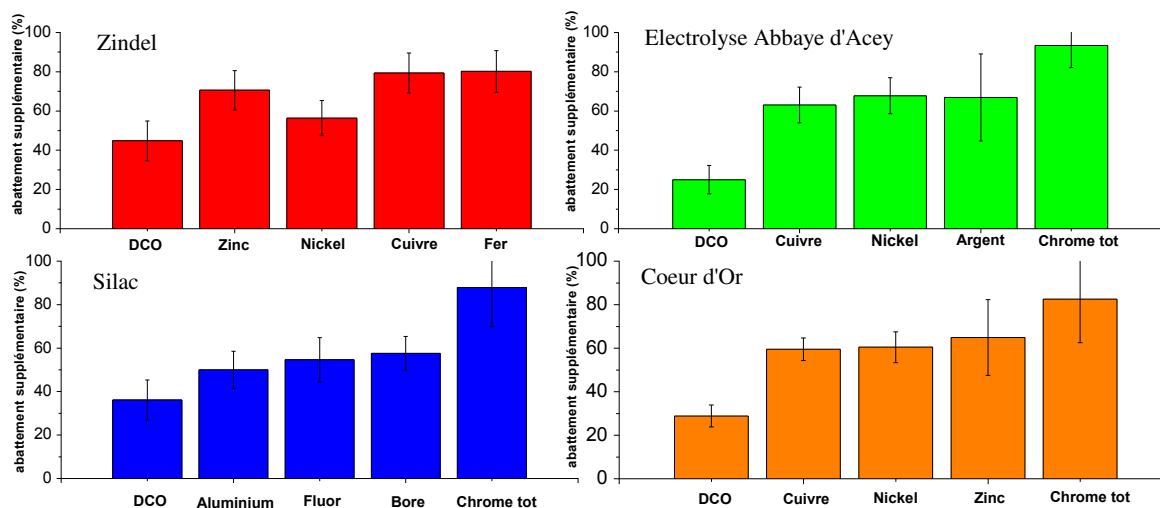 Zindel
abattement supplémentaire (%)
100
80
60
40
20
0
DCO Zinc Nickel Cuivre Fer
Electrolyse Abbaye d'Acey
abattement supplémentaire (%)
100
80
60
40
20
0
DCO Cuivre Nickel Argent Chrome tot
Silac
abattement supplémentaire (%)
100
80
60
40
20
0
DCO Aluminium Fluor Bore Chrome tot
Coeur d'Or
abattement supplémentaire (%)
100
80
60
40
20
0
DCO Cuivre Nickel Zinc Chrome tot